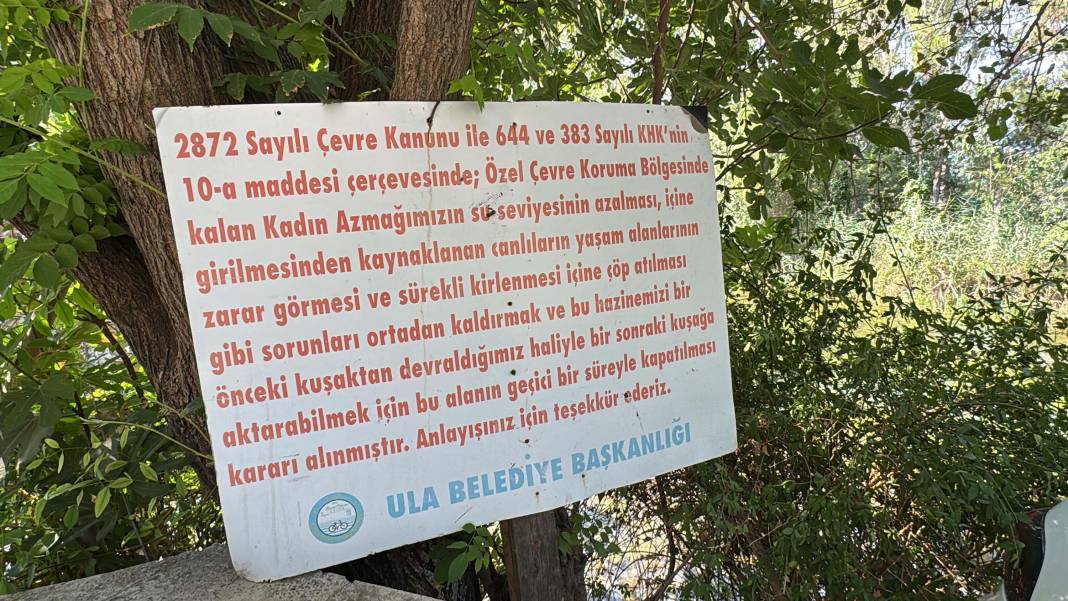 2872 Sayılı Çevre Kanunu ile 644 ve 383 Sayılı KHK'nin
10-a maddesi çerçevesinde; Özel Çevre Koruma Bölgesinde
kalan Kadın Azmağımızın su seviyesinin azalması, içine
girilmesinden kaynaklanan canlıların yaşam alanlarının
zarar görmesi ve sürekli kirlenmesi içine çöp atılması
gibi sorunları ortadan kaldırmak ve bu hazinemizi bir
önceki kuşaktan devraldığımız haliyle bir sonraki kuşağa
aktarabilmek için bu alanın geçici bir süreyle kapatılması
kararı alınmıştır. Anlayışınız için teşekkür ederiz.
ULA BELEDİYE BAŞKANLIĞI